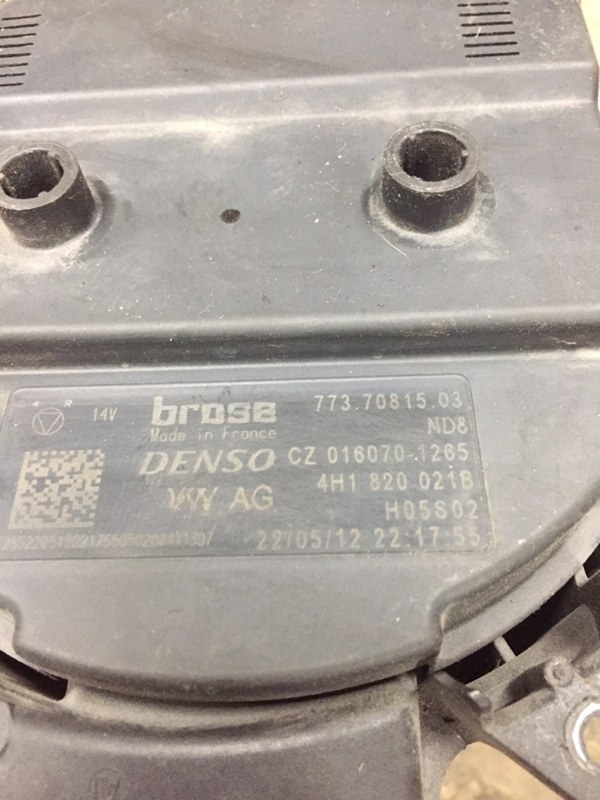 R 14V brose 773.70815.03
Made in France ND8
DENSO CZ 016070-1265
VW AG 4H1 820 021B
H05S02
22/05/12 22:17:55